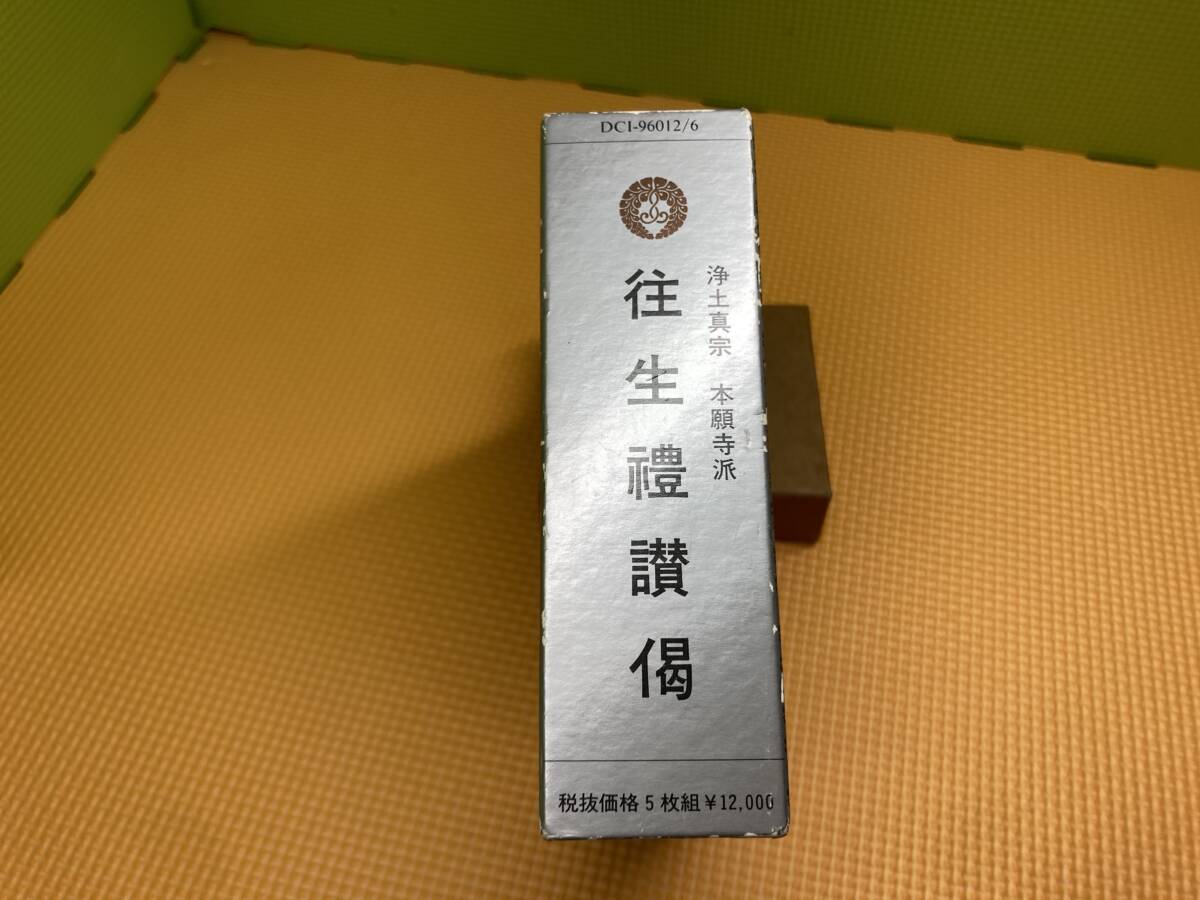 DCI-96012/6
浄土真宗 本願寺派
往生禮讃偈
税抜価格5枚組¥12,000